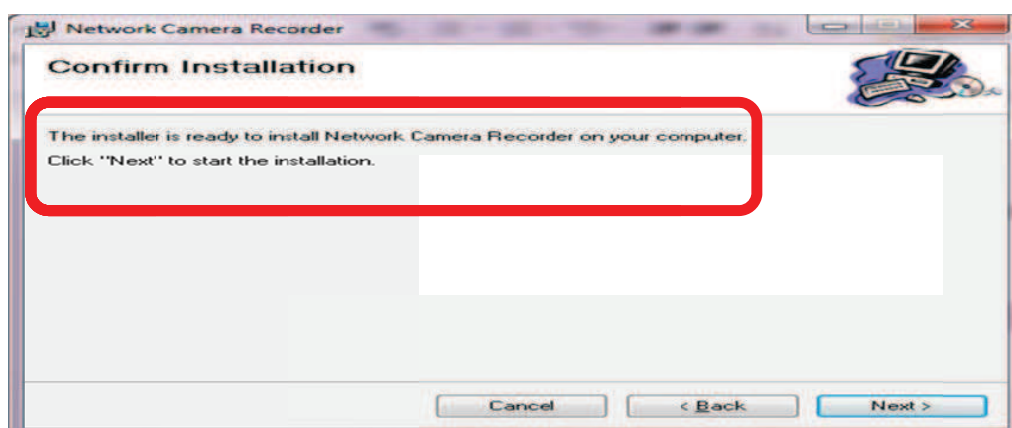 Network Camera Recorder
Confirm Installation
The installer is ready to install Network Camera Recorder on your computer.
Click "Next" to start the installation.
Cancel
< Back
Next >